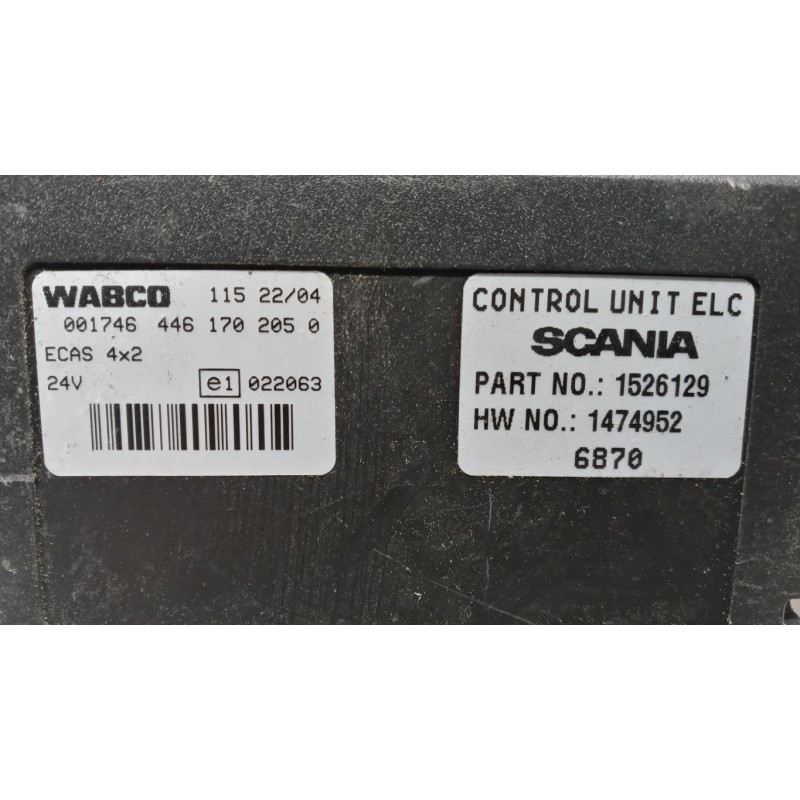 WABCO 115 22/04
001746 446 170 205 0
ECAS 4x2
24V e1 022063
CONTROL UNIT ELC
SCANIA
PART NO.: 1526129
HW NO.: 1474952
6870